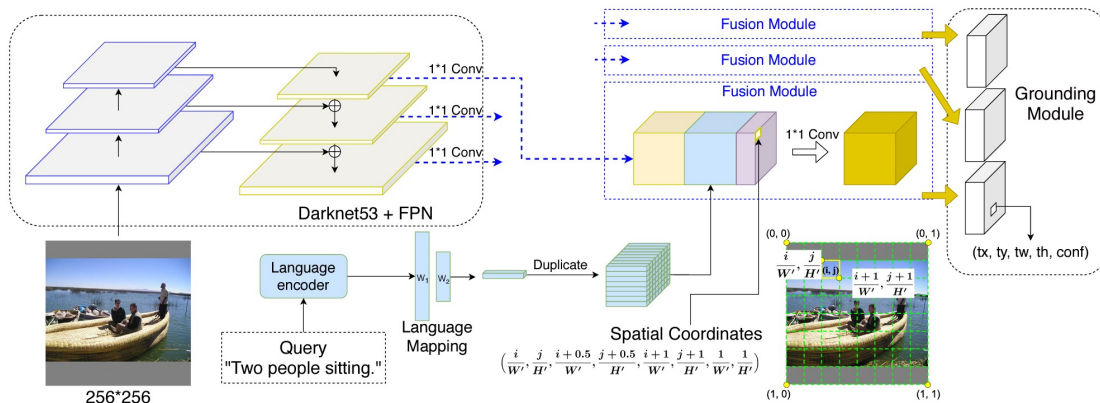 Fusion Module
Fusion Module
Fusion Module
1*1 Conv
1*1 Conv
1*1 Conv
1*1 Conv
Grounding
Module
Darknet53 + FPN
(tx, ty, tw, th, conf)
Language
encoder
W₁
W₂
Duplicate
Language
Mapping
Query
"Two people sitting."
256*256
Spatial Coordinates
(i/W′, j/H′, i+0.5/W′, j+0.5/H′, i+1/W′, j+1/H′, 1/W′, 1/H′)
(0, 0)
(0, 1)
i/W′, j/H′
(i, j)
i+1/W′, j+1/H′
(1, 0)
(1, 1)